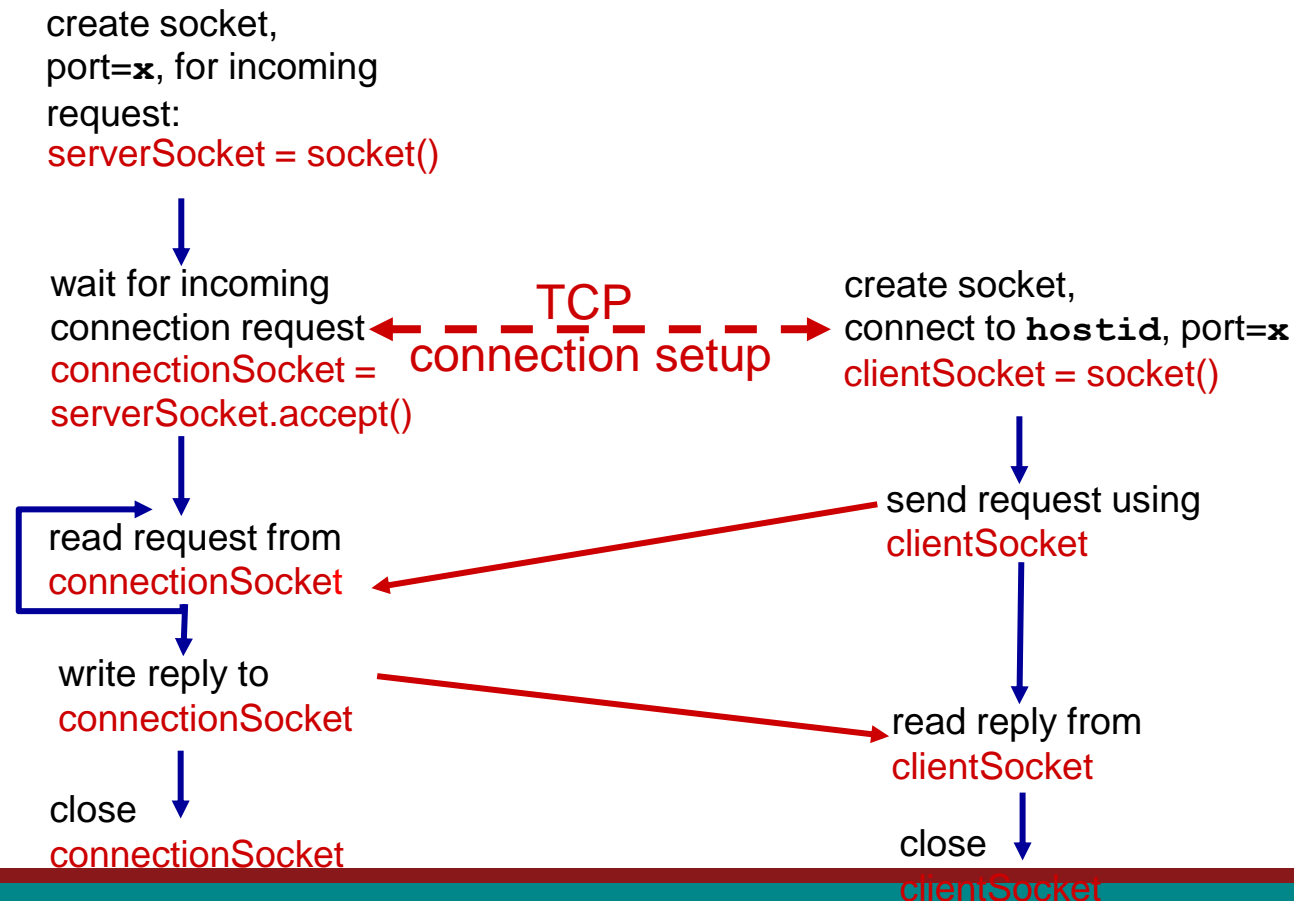 create socket,
port=x, for incoming
request:
serverSocket = socket()
wait for incoming
connection request
connectionSocket =
serverSocket.accept()
TCP
connection setup
create socket,
connect to hostid, port=x
clientSocket = socket()
read request from
connectionSocket
send request using
clientSocket
write reply to
connectionSocket
read reply from
clientSocket
close
connectionSocket
close
clientSocket